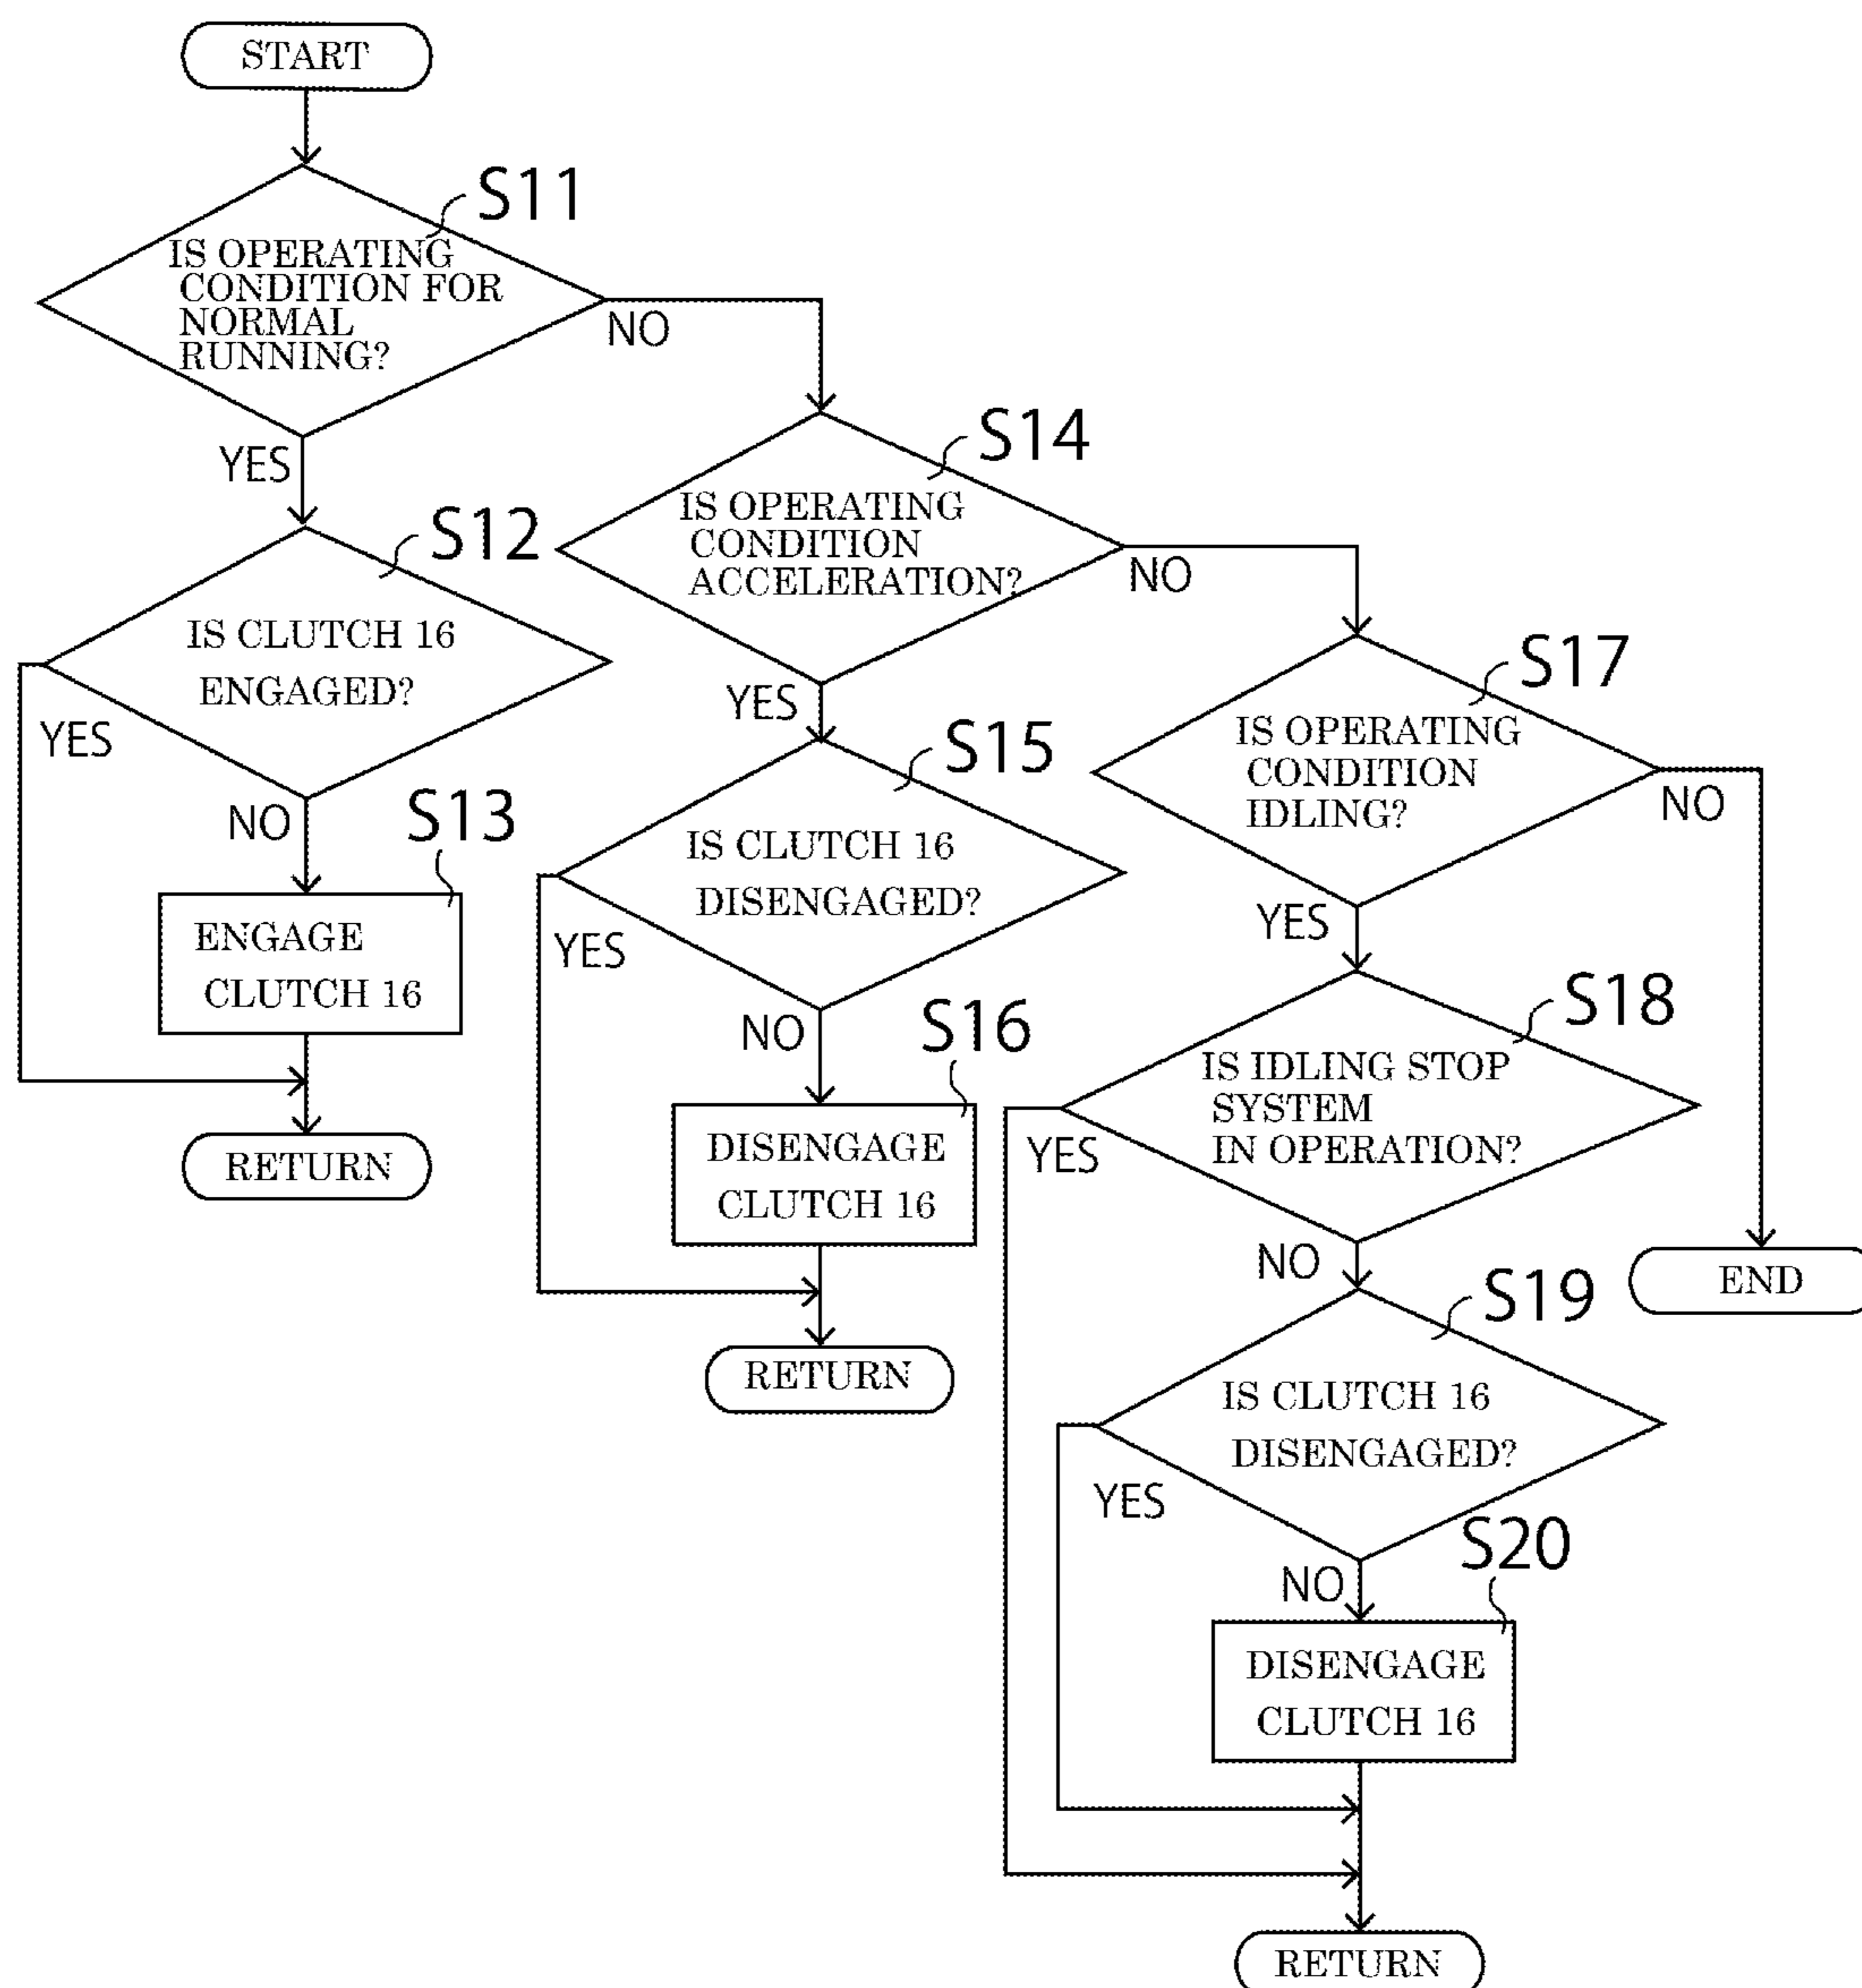 START
S11
IS OPERATING
CONDITION FOR
NORMAL
RUNNING?
NO
YES
S14
IS OPERATING
CONDITION
ACCELERATION?
NO
YES
S12
IS CLUTCH 16
ENGAGED?
YES
NO
S17
IS OPERATING
CONDITION
IDLING?
NO
YES
S15
IS CLUTCH 16
DISENGAGED?
YES
NO
S13
ENGAGE
CLUTCH 16
RETURN
S16
DISENGAGE
CLUTCH 16
RETURN
S18
IS IDLING STOP
SYSTEM
IN OPERATION?
YES
NO
END
S19
IS CLUTCH 16
DISENGAGED?
YES
NO
S20
DISENGAGE
CLUTCH 16
RETURN